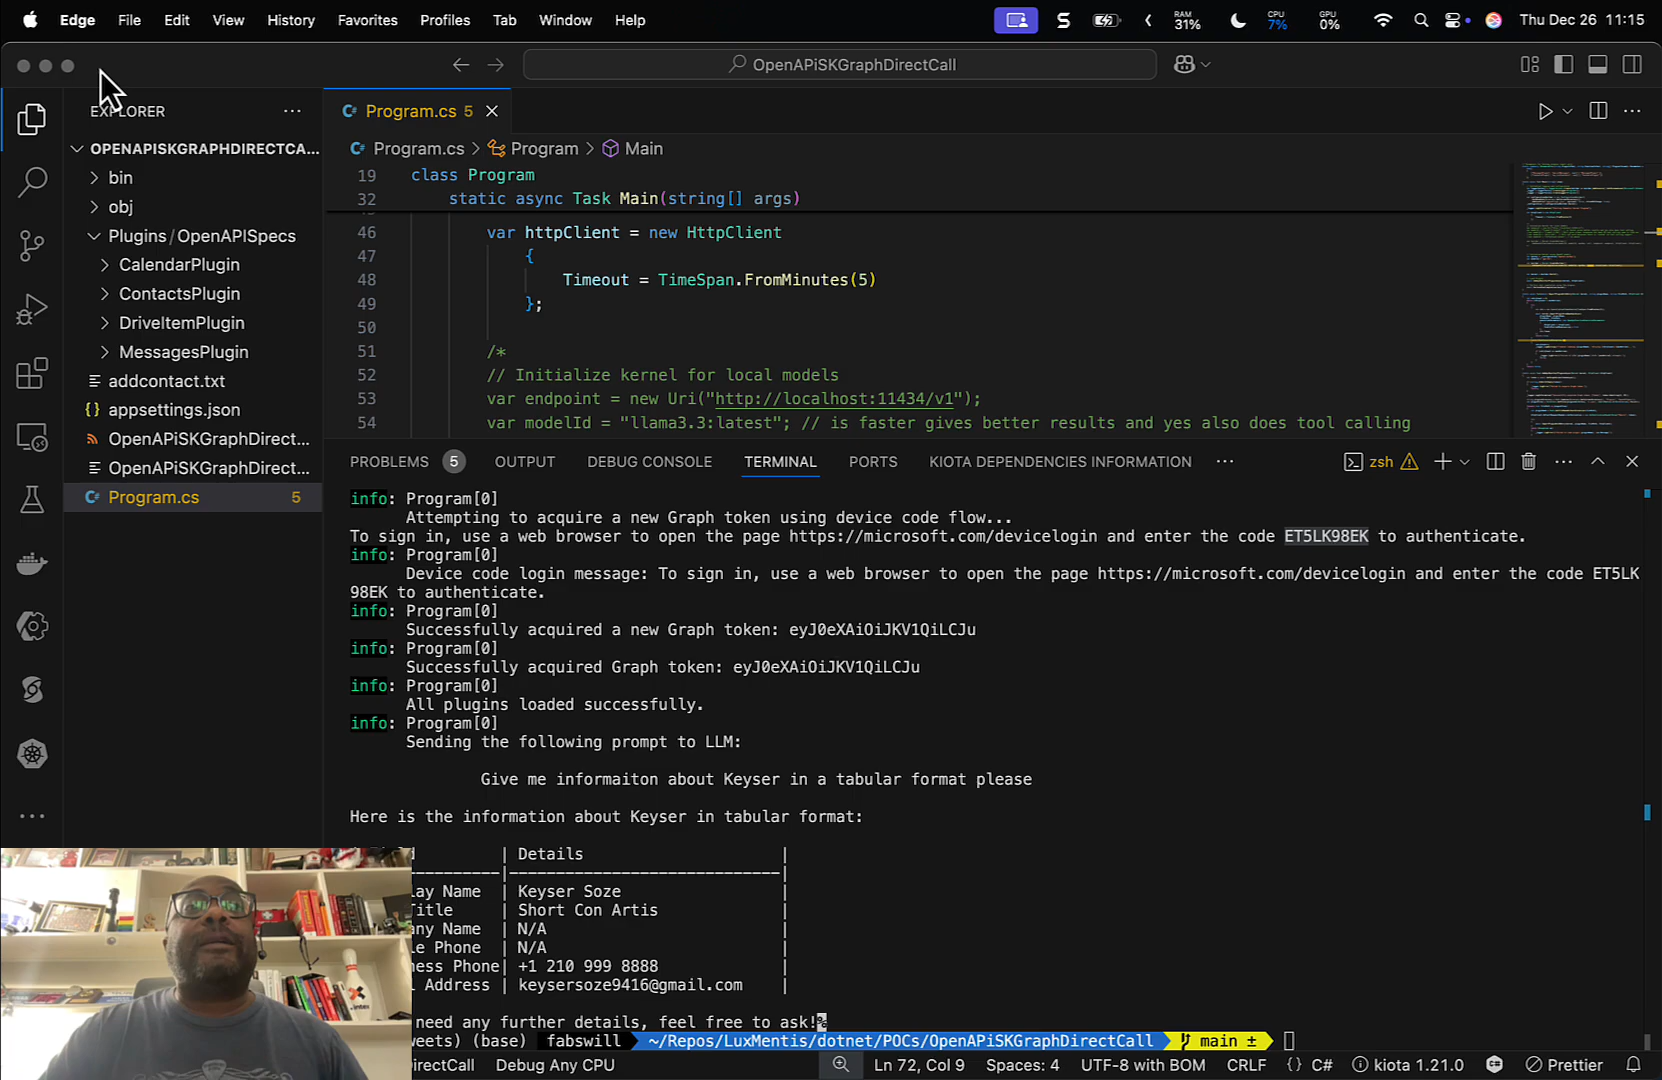 Edge File Edit View History Favorites Profiles Tab Window Help
RAM 31% CPU 7% GPU 0% Thu Dec 26 11:15
OpenAPiSKGraphDirectCall
EXPLORER
OPENAPISKGRAPHDIRECTCA...
bin
obj
Plugins/OpenAPISpecs
CalendarPlugin
ContactsPlugin
DriveItemPlugin
MessagesPlugin
addcontact.txt
{} appsettings.json
OpenAPiSKGraphDirect...
OpenAPiSKGraphDirect...
Program.cs 5
Program.cs 5
Program.cs > Program > Main
19 class Program
32 static async Task Main(string[] args)
46 var httpClient = new HttpClient
47 {
48 Timeout = TimeSpan.FromMinutes(5)
49 };
50
51 /*
52 // Initialize kernel for local models
53 var endpoint = new Uri("http://localhost:11434/v1");
54 var modelId = "llama3.3:latest"; // is faster gives better results and yes also does tool calling
PROBLEMS 5 OUTPUT DEBUG CONSOLE TERMINAL PORTS KIOTA DEPENDENCIES INFORMATION ... zsh
info: Program[0]
Attempting to acquire a new Graph token using device code flow...
To sign in, use a web browser to open the page https://microsoft.com/devicelogin and enter the code ET5LK98EK to authenticate.
info: Program[0]
Device code login message: To sign in, use a web browser to open the page https://microsoft.com/devicelogin and enter the code ET5LK
98EK to authenticate.
info: Program[0]
Successfully acquired a new Graph token: eyJ0eXAiOiJKV1QiLCJu
info: Program[0]
Successfully acquired Graph token: eyJ0eXAiOiJKV1QiLCJu
info: Program[0]
All plugins loaded successfully.
info: Program[0]
Sending the following prompt to LLM:
Give me informaiton about Keyser in a tabular format please
Here is the information about Keyser in tabular format:
| Details |
|----------------------------|
ay Name | Keyser Soze |
itle | Short Con Artis |
any Name | N/A |
e Phone | N/A |
ness Phone| +1 210 999 8888 |
l Address | keysersoze9416@gmail.com |
need any further details, feel free to ask!%
weets) (base) fabswill ~/Repos/LuxMentis/dotnet/POCs/OpenAPiSKGraphDirectCall main ±
irectCall Debug Any CPU Ln 72, Col 9 Spaces: 4 UTF-8 with BOM CRLF {} C# kiota 1.21.0 Prettier